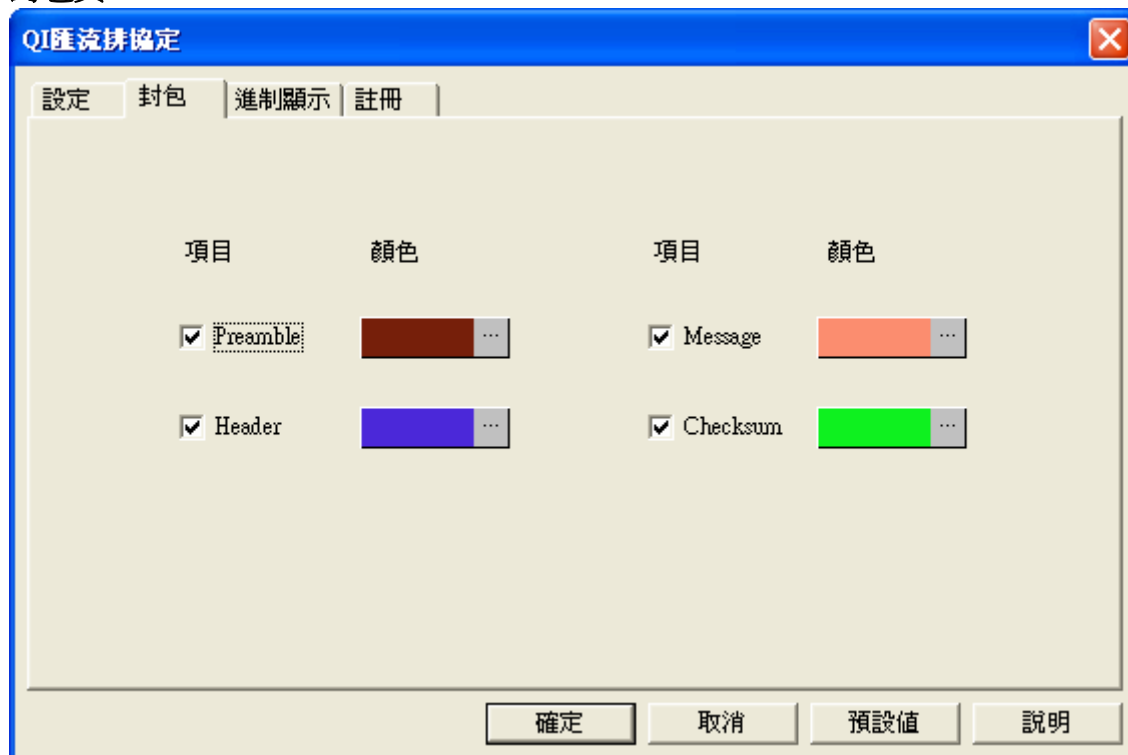 QI匯流排協定
設定 封包 進制顯示 註冊
項目 顏色 項目 顏色
Preamble ... Message ...
Header ... Checksum ...
確定 取消 預設值 說明